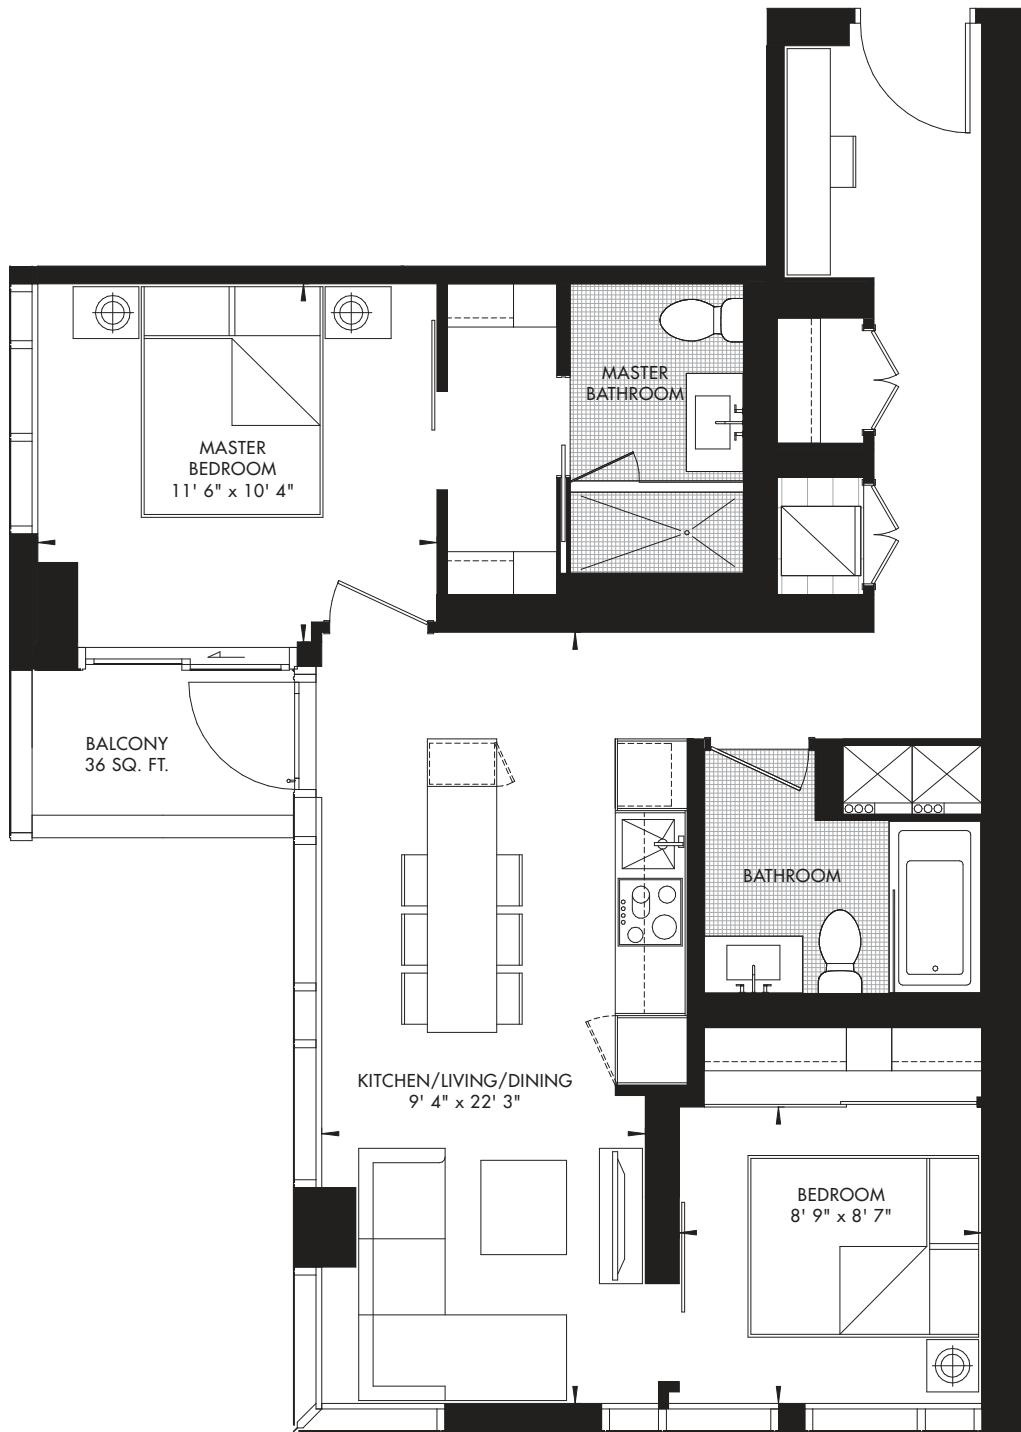 MASTER
BATHROOM
MASTER
BEDROOM
11' 6" x 10' 4"
BALCONY
36 SQ. FT.
BATHROOM
KITCHEN/LIVING/DINING
9' 4" x 22' 3"
BEDROOM
8' 9" x 8' 7"